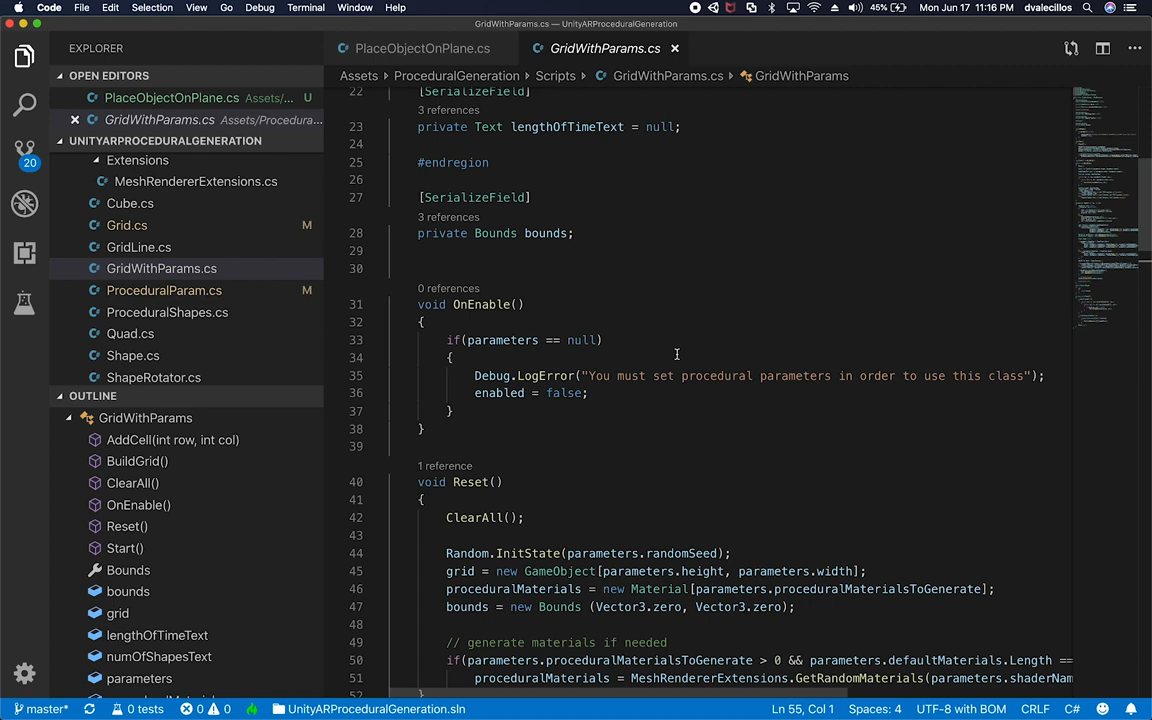 Code File Edit Selection View Go Debug Terminal Window Help 45% Mon Jun 17 11:16 PM dvalecillos
GridWithParams.cs — UnityARProceduralGeneration
EXPLORER
OPEN EDITORS
PlaceObjectOnPlane.cs Assets/... U
GridWithParams.cs Assets/Procedura...
UNITYARPROCEDURALGENERATION
Extensions
MeshRendererExtensions.cs
Cube.cs
Grid.cs M
GridLine.cs
GridWithParams.cs
ProceduralParam.cs M
ProceduralShapes.cs
Quad.cs
Shape.cs
ShapeRotator.cs
20
OUTLINE
GridWithParams
AddCell(int row, int col)
BuildGrid()
ClearAll()
OnEnable()
Reset()
Start()
Bounds
bounds
grid
lengthOfTimeText
numOfShapesText
parameters
PlaceObjectOnPlane.cs GridWithParams.cs
Assets ProceduralGeneration Scripts GridWithParams.cs GridWithParams
22 [SerializeField]
3 references
23 private Text lengthOfTimeText = null;
24
25 #endregion
26
27 [SerializeField]
3 references
28 private Bounds bounds;
29
30
0 references
31 void OnEnable()
32 {
33 if(parameters == null)
34 {
35 Debug.LogError("You must set procedural parameters in order to use this class");
36 enabled = false;
37 }
38 }
39
1 reference
40 void Reset()
41 {
42 ClearAll();
43
44 Random.InitState(parameters.randomSeed);
45 grid = new GameObject[parameters.height, parameters.width];
46 proceduralMaterials = new Material[parameters.proceduralMaterialsToGenerate];
47 bounds = new Bounds (Vector3.zero, Vector3.zero);
48
49 // generate materials if needed
50 if(parameters.proceduralMaterialsToGenerate > 0 && parameters.defaultMaterials.Length ==
51 proceduralMaterials = MeshRendererExtensions.GetRandomMaterials(parameters.shaderNam
52 }
master* 0 tests 0 0 UnityARProceduralGeneration.sln Ln 55, Col 1 Spaces: 4 UTF-8 with BOM CRLF C#